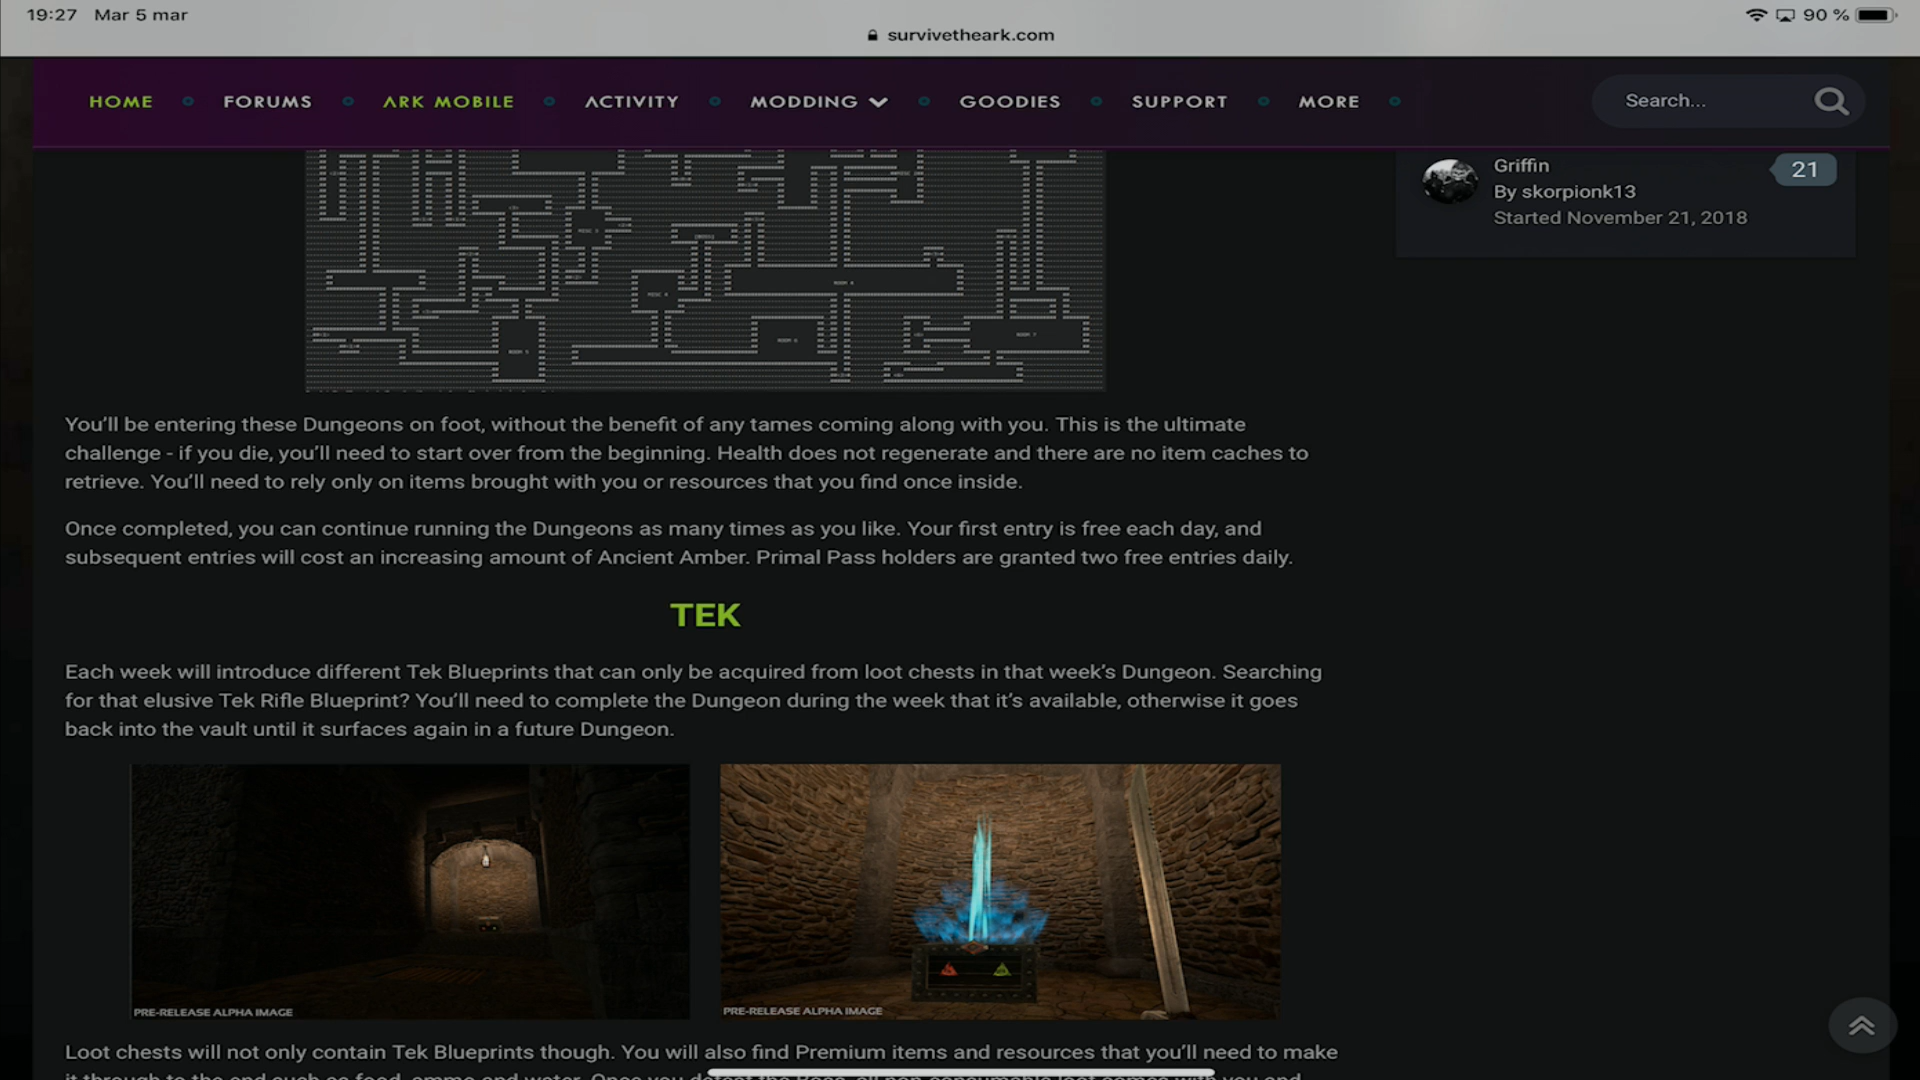 19:27 Mar 5 mar
90 %
survivetheark.com
HOME FORUMS ARK MOBILE ACTIVITY MODDING GOODIES SUPPORT MORE
Search...
Griffin
21
By skorpionk13
Started November 21, 2018
You'll be entering these Dungeons on foot, without the benefit of any tames coming along with you. This is the ultimate
challenge - if you die, you'll need to start over from the beginning. Health does not regenerate and there are no item caches to
retrieve. You'll need to rely only on items brought with you or resources that you find once inside.
Once completed, you can continue running the Dungeons as many times as you like. Your first entry is free each day, and
subsequent entries will cost an increasing amount of Ancient Amber. Primal Pass holders are granted two free entries daily.
TEK
Each week will introduce different Tek Blueprints that can only be acquired from loot chests in that week's Dungeon. Searching
for that elusive Tek Rifle Blueprint? You'll need to complete the Dungeon during the week that it's available, otherwise it goes
back into the vault until it surfaces again in a future Dungeon.
PRE-RELEASE ALPHA IMAGE
PRE-RELEASE ALPHA IMAGE
Loot chests will not only contain Tek Blueprints though. You will also find Premium items and resources that you'll need to make